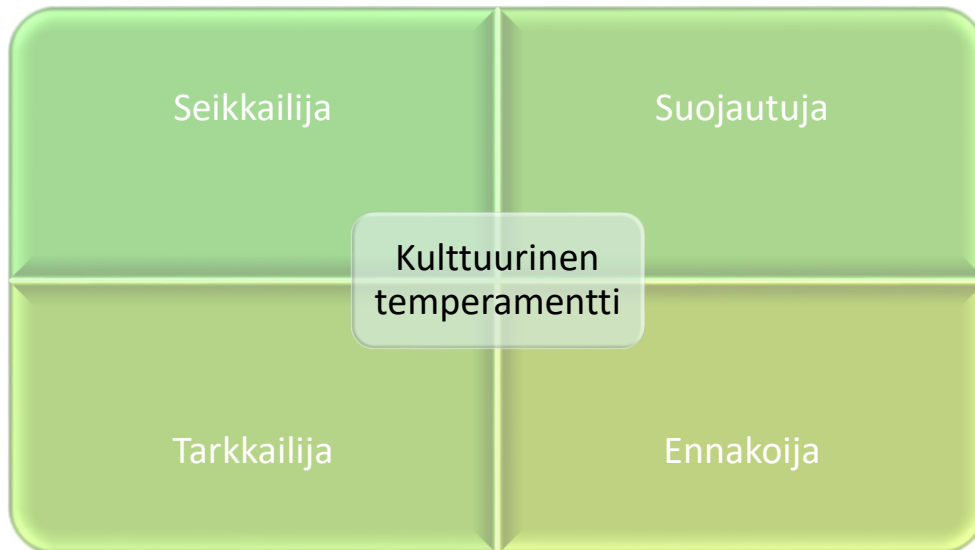 Seikkailija
Suojautuja
Kulttuurinen
temperamentti
Tarkkailija
Ennakoija